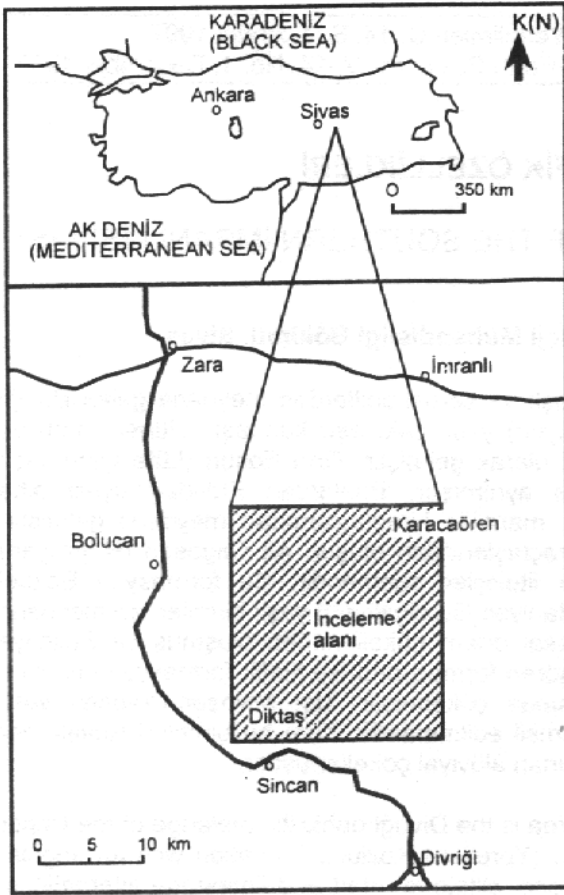 KARADENİZ
(BLACK SEA)
K(N)
Ankara
Sivas
0 350 km
AK DENİZ
(MEDITERRANEAN SEA)
Zara
İmranlı
Karacaören
Bolucan
İnceleme
alanı
Diktaş
Sincan
0 5 10 km
Divriği